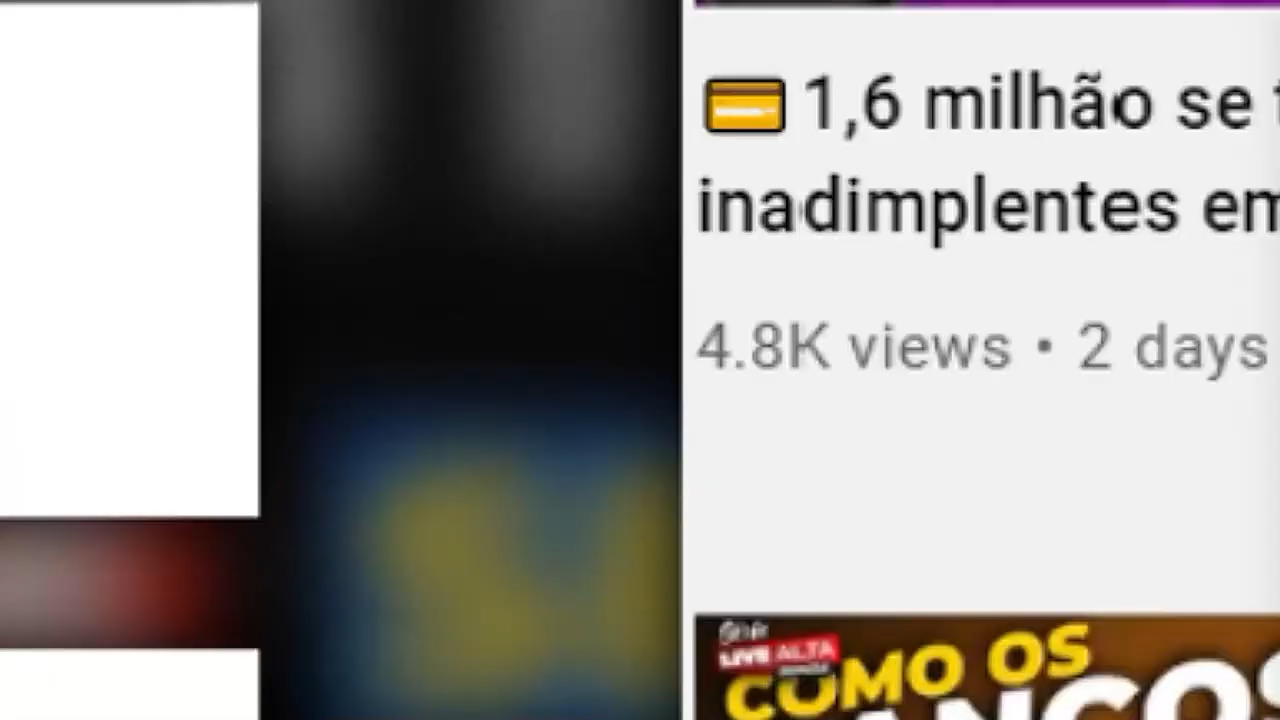 1,6 milhão se
inadimplentes em
4.8K views • 2 days
LIVE ALTA
COMO OS